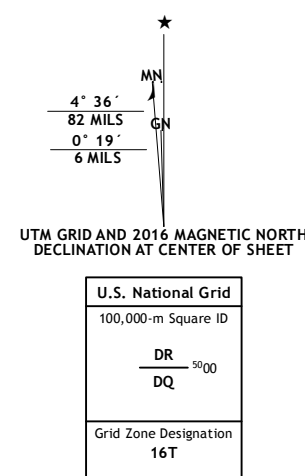 ★
MN
4° 36´
82 MILS
GN
0° 19´
6 MILS
UTM GRID AND 2016 MAGNETIC NORTH
DECLINATION AT CENTER OF SHEET
U.S. National Grid
100,000-m Square ID
DR
5000
DQ
Grid Zone Designation
16T